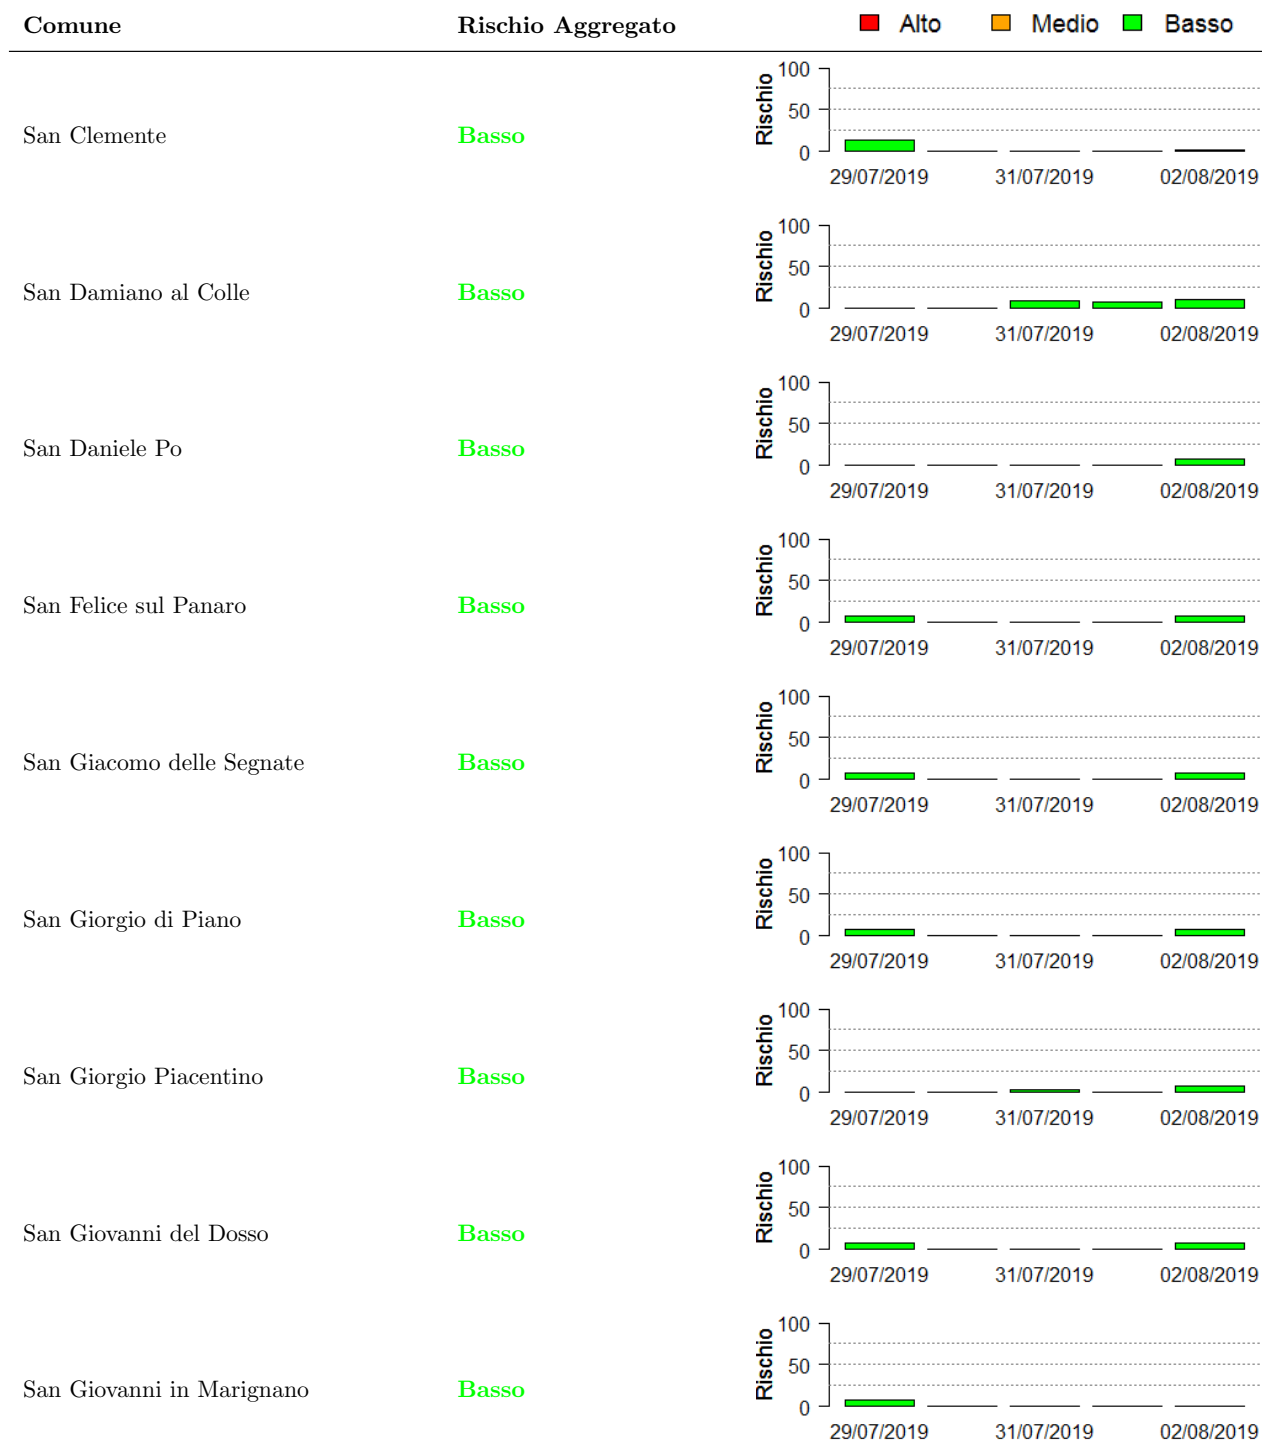 Comune Rischio Aggregato Alto Medio Basso
San Clemente Basso
Rischio
100
50
0
29/07/2019 31/07/2019 02/08/2019
San Damiano al Colle Basso
Rischio
100
50
0
29/07/2019 31/07/2019 02/08/2019
San Daniele Po Basso
Rischio
100
50
0
29/07/2019 31/07/2019 02/08/2019
San Felice sul Panaro Basso
Rischio
100
50
0
29/07/2019 31/07/2019 02/08/2019
San Giacomo delle Segnate Basso
Rischio
100
50
0
29/07/2019 31/07/2019 02/08/2019
San Giorgio di Piano Basso
Rischio
100
50
0
29/07/2019 31/07/2019 02/08/2019
San Giorgio Piacentino Basso
Rischio
100
50
0
29/07/2019 31/07/2019 02/08/2019
San Giovanni del Dosso Basso
Rischio
100
50
0
29/07/2019 31/07/2019 02/08/2019
San Giovanni in Marignano Basso
Rischio
100
50
0
29/07/2019 31/07/2019 02/08/2019